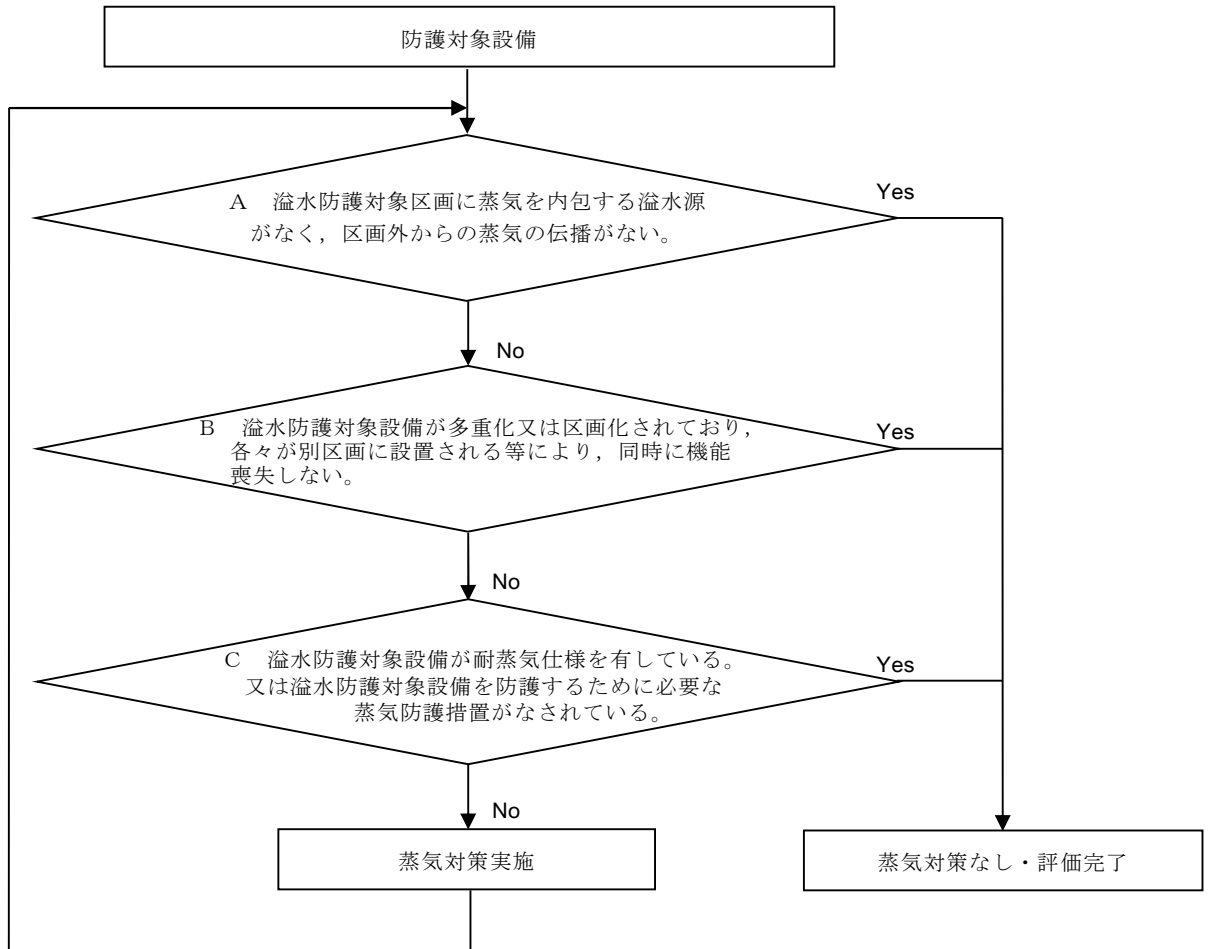 防護対象設備
A　溢水防護対象区画に蒸気を内包する溢水源
がなく，区画外からの蒸気の伝播がない。
Yes
No
B　溢水防護対象設備が多重化又は区画化されており，
各々が別区画に設置される等により，同時に機能
喪失しない。
Yes
No
C　溢水防護対象設備が耐蒸気仕様を有している。
又は溢水防護対象設備を防護するために必要な
蒸気防護措置がなされている。
Yes
No
蒸気対策実施
蒸気対策なし・評価完了